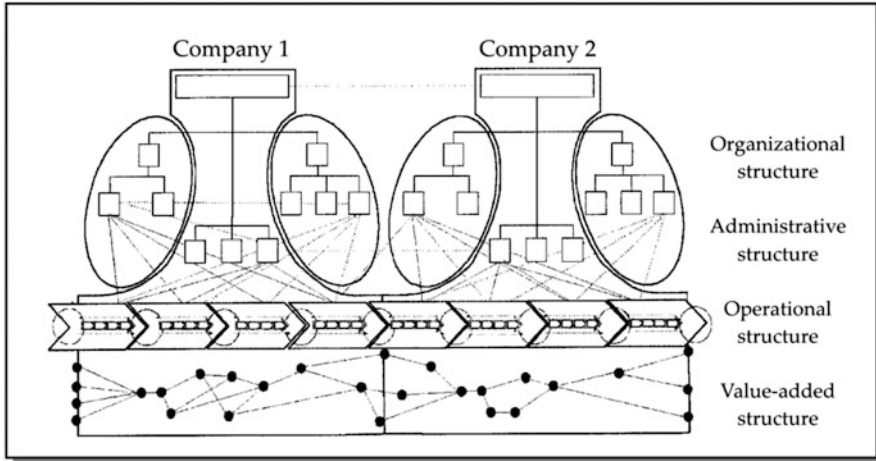 Company 1
Company 2
Organizational
structure
Administrative
structure
Operational
structure
Value-added
structure